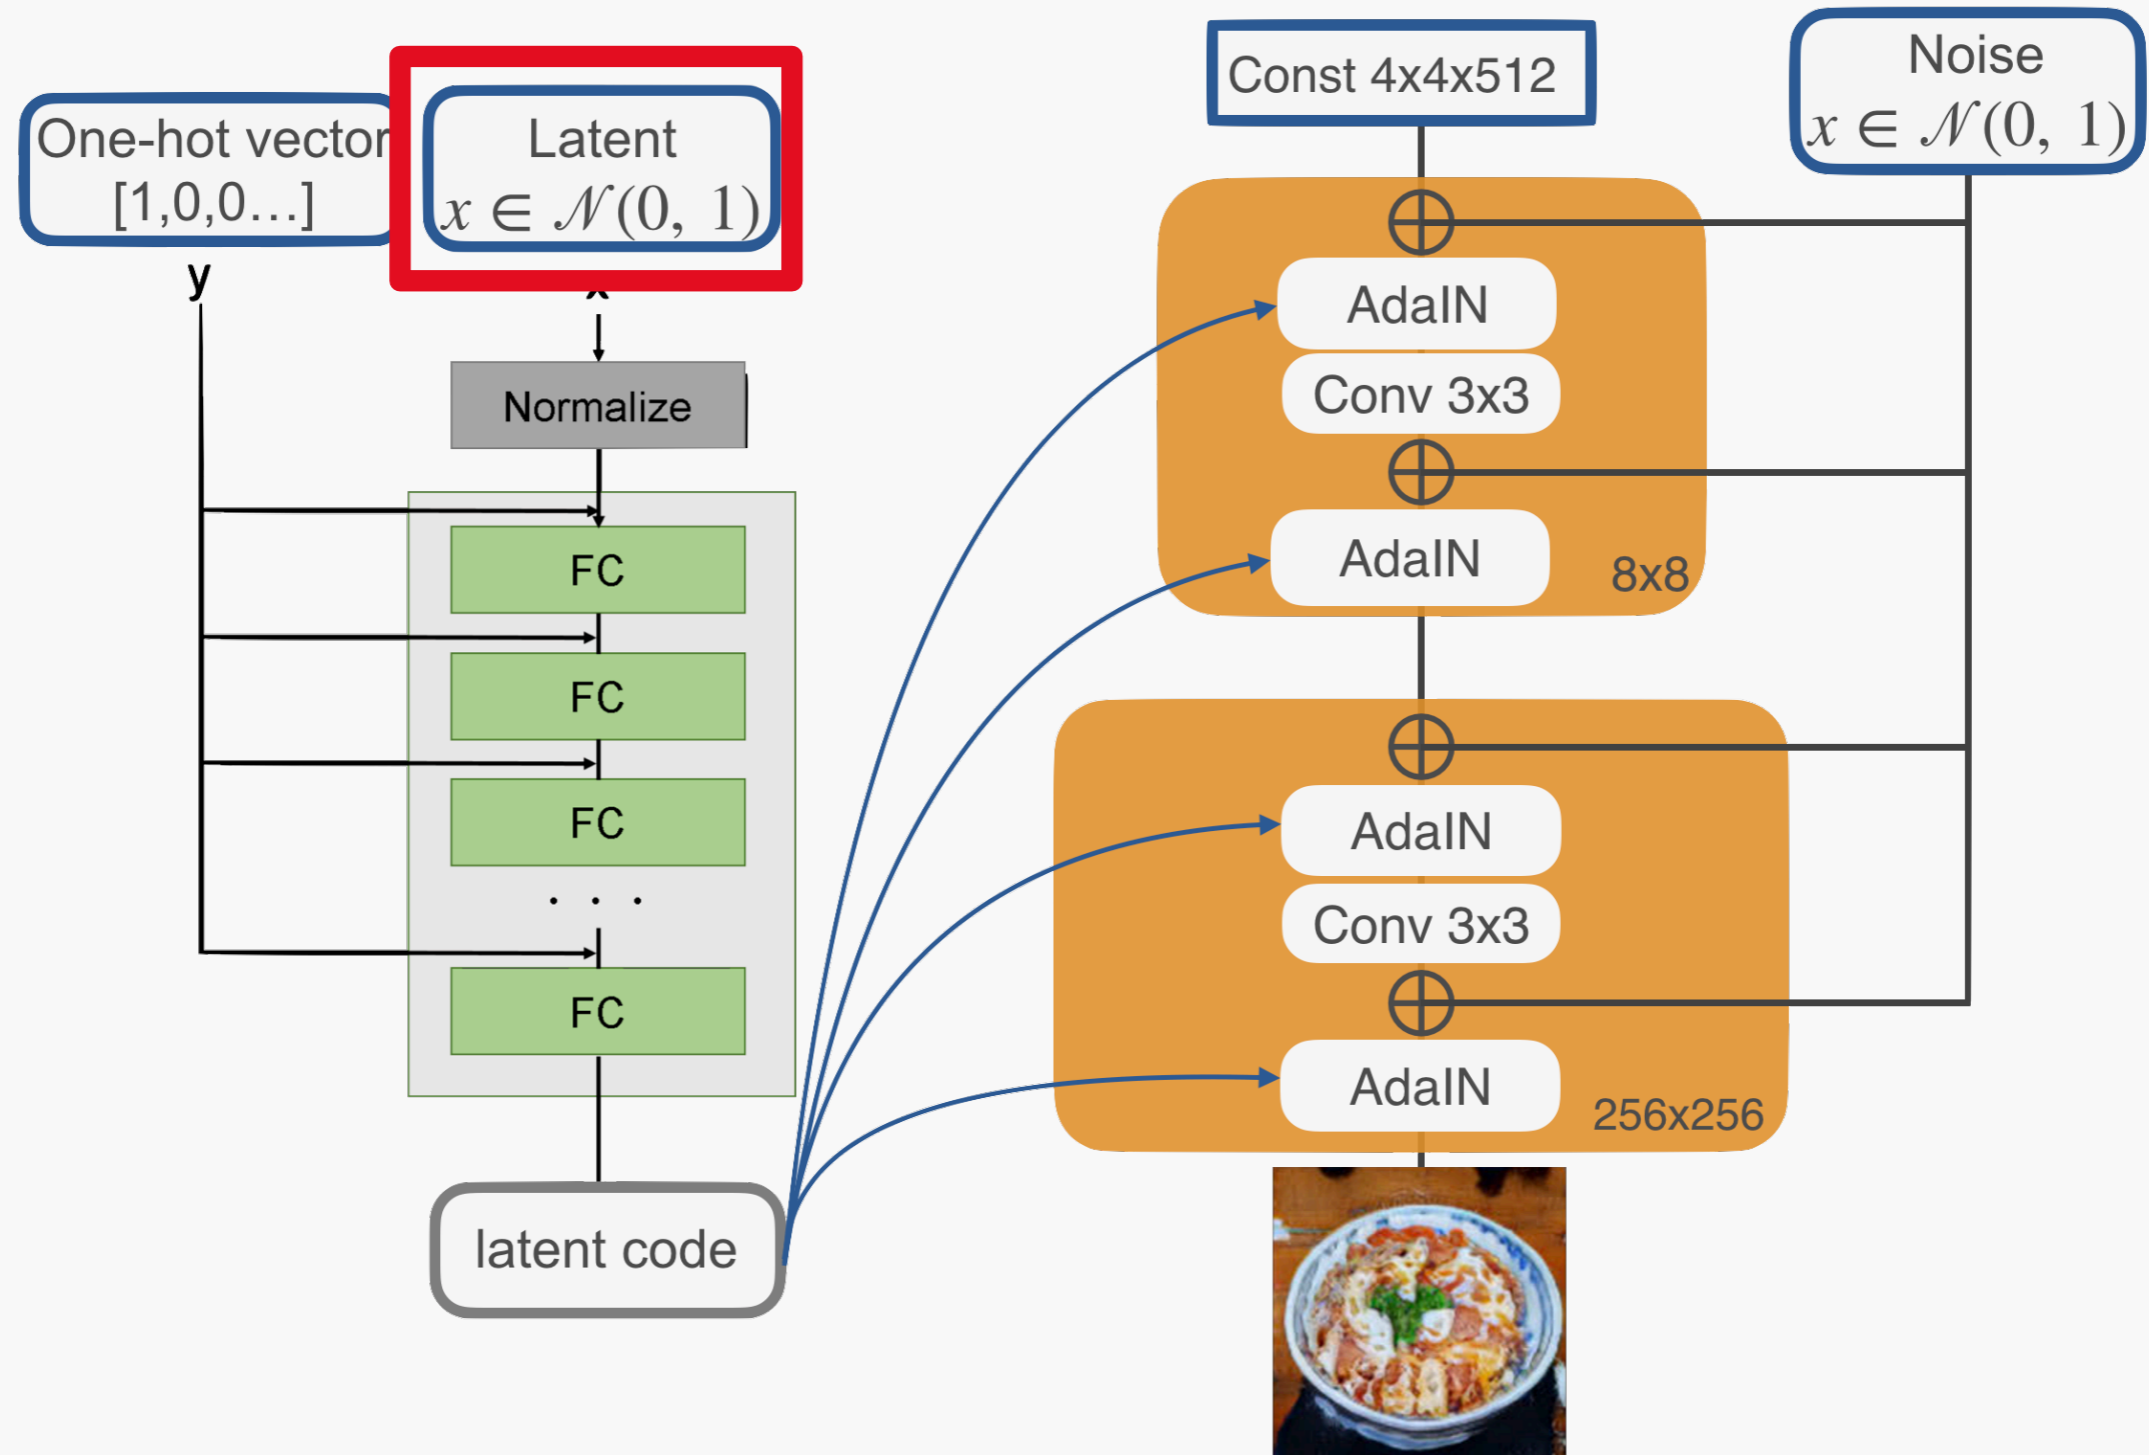 One-hot vector
[1,0,0…]
Latent
x ∈ 𝒩(0, 1)
Const 4x4x512
Noise
x ∈ 𝒩(0, 1)
y
Normalize
FC
FC
FC
. . .
FC
latent code
AdaIN
Conv 3x3
AdaIN
8x8
AdaIN
Conv 3x3
AdaIN
256x256